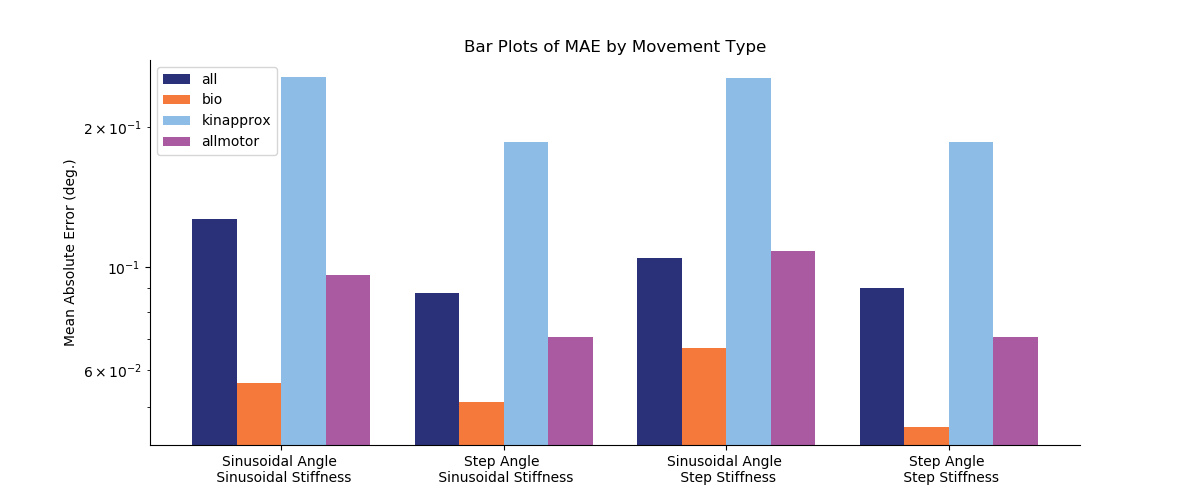 Bar Plots of MAE by Movement Type
all
bio
kinapprox
allmotor
Mean Absolute Error (deg.)
2 × 10⁻¹
10⁻¹
6 × 10⁻²
Sinusoidal Angle
Sinusoidal Stiffness
Step Angle
Sinusoidal Stiffness
Sinusoidal Angle
Step Stiffness
Step Angle
Step Stiffness